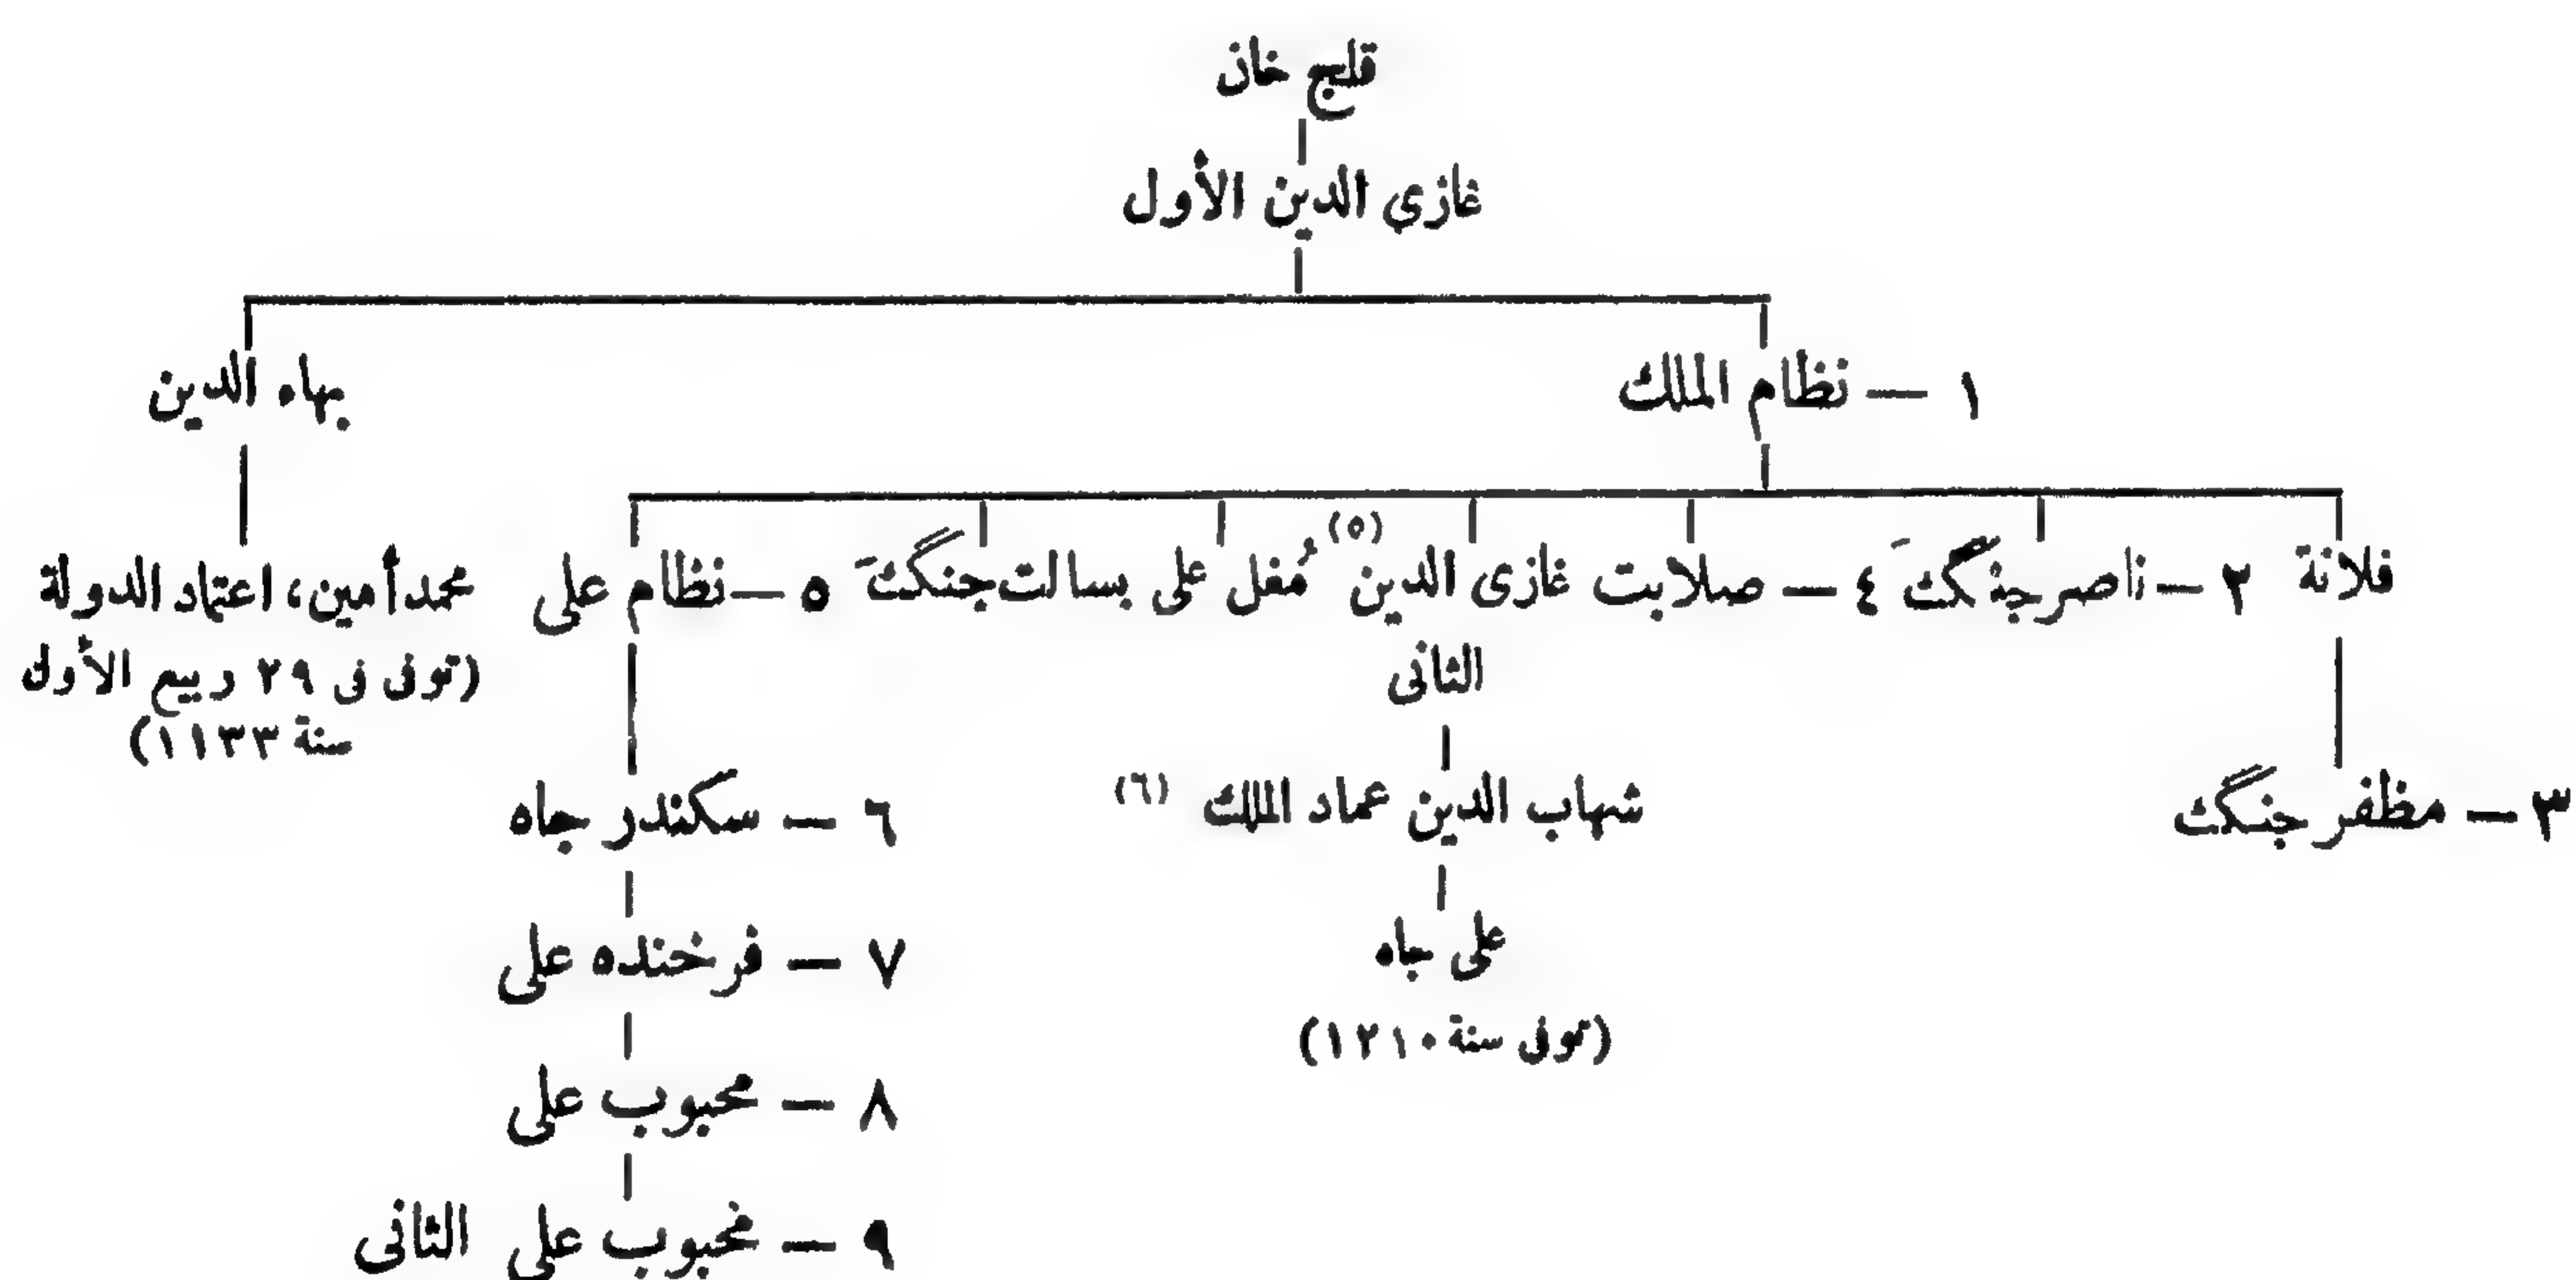 قلج خان
غازي الدين الأول
١ — نظام الملك
بهاء الدين
فلانة
٢ — ناصر جنگ
٤ — صلابت
غازى الدين (٥)
الثانى
مُغل على
بسالت جنگ
٥ — نظام على
محمد أمين، اعتماد الدولة
(توفى فى ٢٩ ربيع الأول
سنة ١١٣٣)
٣ — مظفر جنگ
شهاب الدين عماد الملك (٦)
٦ — سكندر جاه
على جاه
(توفى سنة ١٢١٠)
٧ — فرخنده على
٨ — محبوب على
٩ — محبوب على الثانى